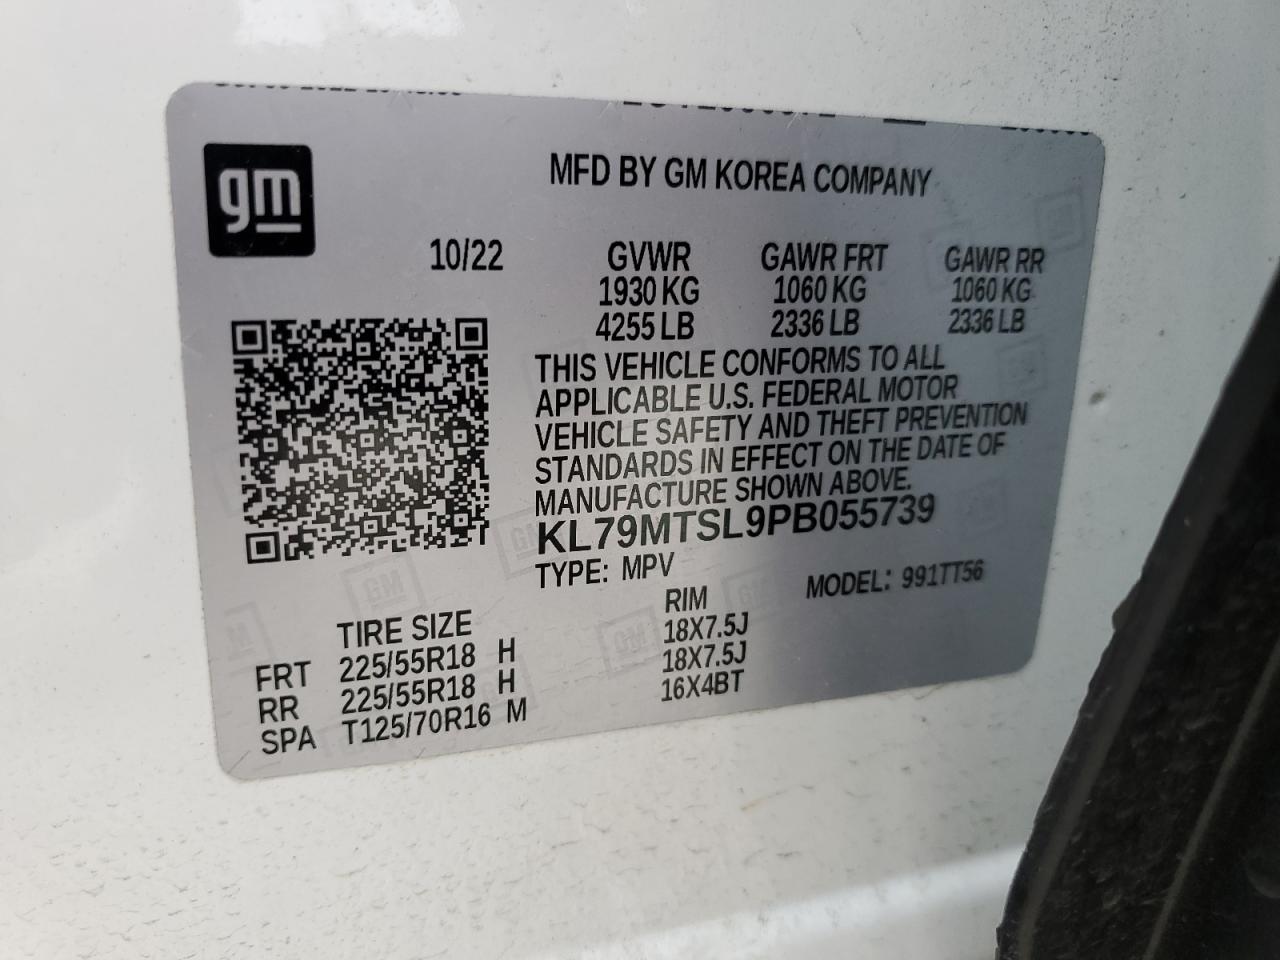 gm
MFD BY GM KOREA COMPANY
10/22 GVWR GAWR FRT GAWR RR
1930 KG 1060 KG 1060 KG
4255 LB 2336 LB 2336 LB
THIS VEHICLE CONFORMS TO ALL
APPLICABLE U.S. FEDERAL MOTOR
VEHICLE SAFETY AND THEFT PREVENTION
STANDARDS IN EFFECT ON THE DATE OF
MANUFACTURE SHOWN ABOVE.
KL79MTSL9PB055739
TYPE: MPV MODEL: 991TT56
TIRE SIZE RIM
FRT 225/55R18 H 18X7.5J
RR 225/55R18 H 18X7.5J
SPA T125/70R16 M 16X4BT